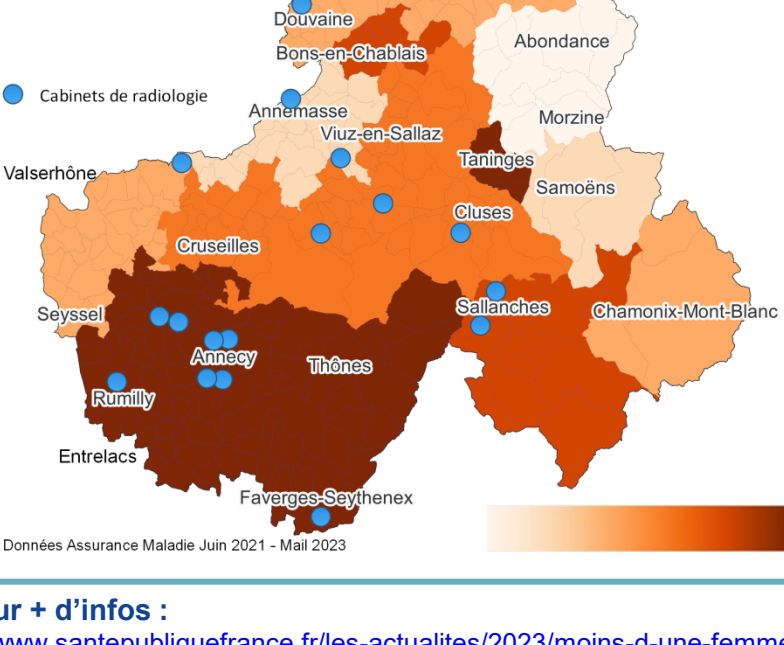 Douvaine
Abondance
Bons-en-Chablais
Cabinets de radiologie
Annemasse
Morzine
Viuz-en-Sallaz
Taninges
Valserhône
Samoëns
Cluses
Cruseilles
Sallanches
Chamonix-Mont-Blanc
Seyssel
Annecy
Thônes
Rumilly
Entrelacs
Faverges-Seythenex
Données Assurance Maladie Juin 2021 - Mail 2023
ur + d’infos :
www.santepubliquefrance.fr/les-actualites/2023/moins-d-une-femme